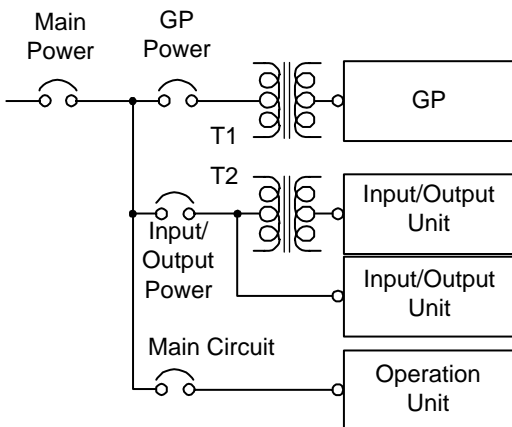 Main
Power
GP
Power
T1
GP
T2
Input/
Output
Power
Input/Output
Unit
Input/Output
Unit
Main Circuit
Operation
Unit